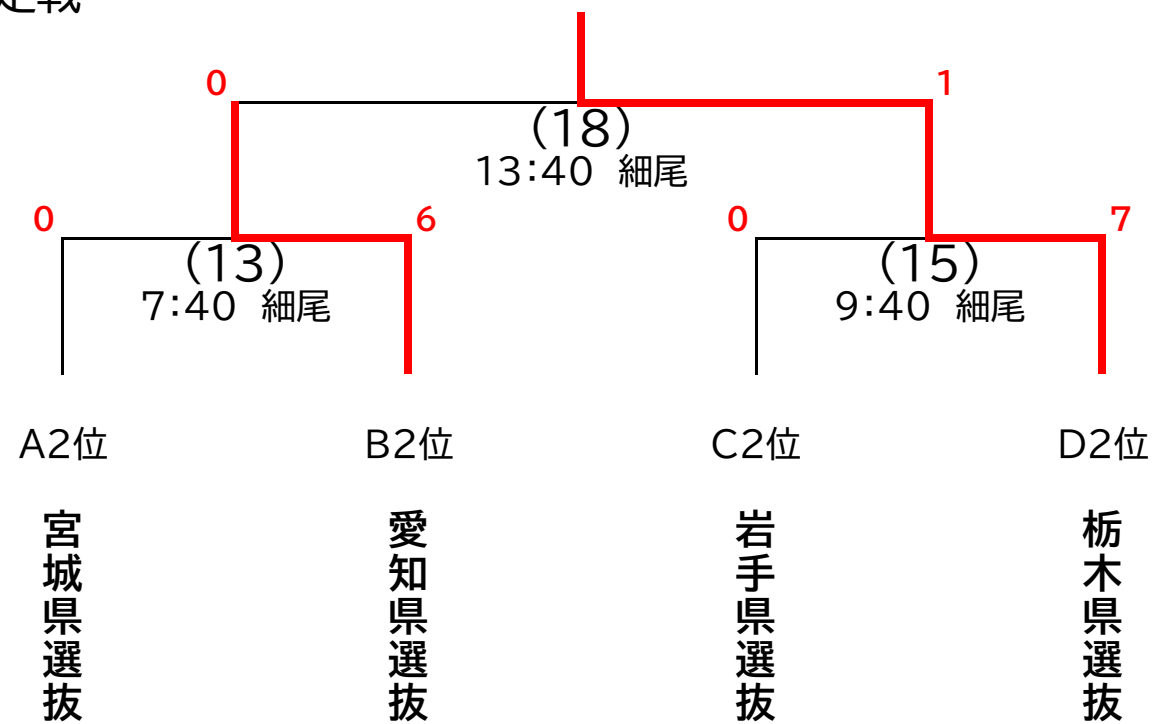 0
1
(18)
13:40 細尾
0
6
0
7
(13)
(15)
7:40 細尾
9:40 細尾
A2位
B2位
C2位
D2位
宮城県選抜
愛知県選抜
岩手県選抜
栃木県選抜